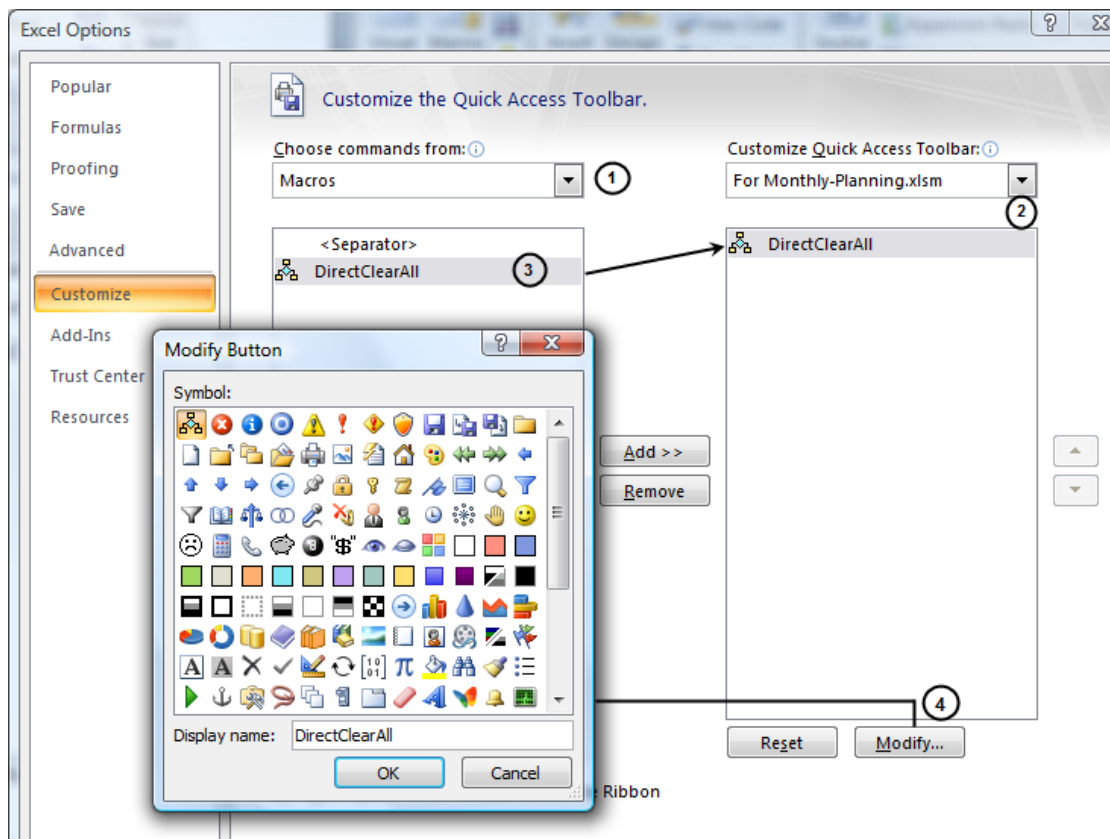 Excel Options
Popular
Formulas
Proofing
Save
Advanced
Customize
Add-Ins
Trust Center
Resources
Customize the Quick Access Toolbar.
Choose commands from:
Macros
1
Customize Quick Access Toolbar:
For Monthly-Planning.xlsm
2
<Separator>
DirectClearAll
3
DirectClearAll
Add >>
Remove
Modify Button
Symbol:
Display name: DirectClearAll
OK Cancel
4
Reset Modify...
Ribbon